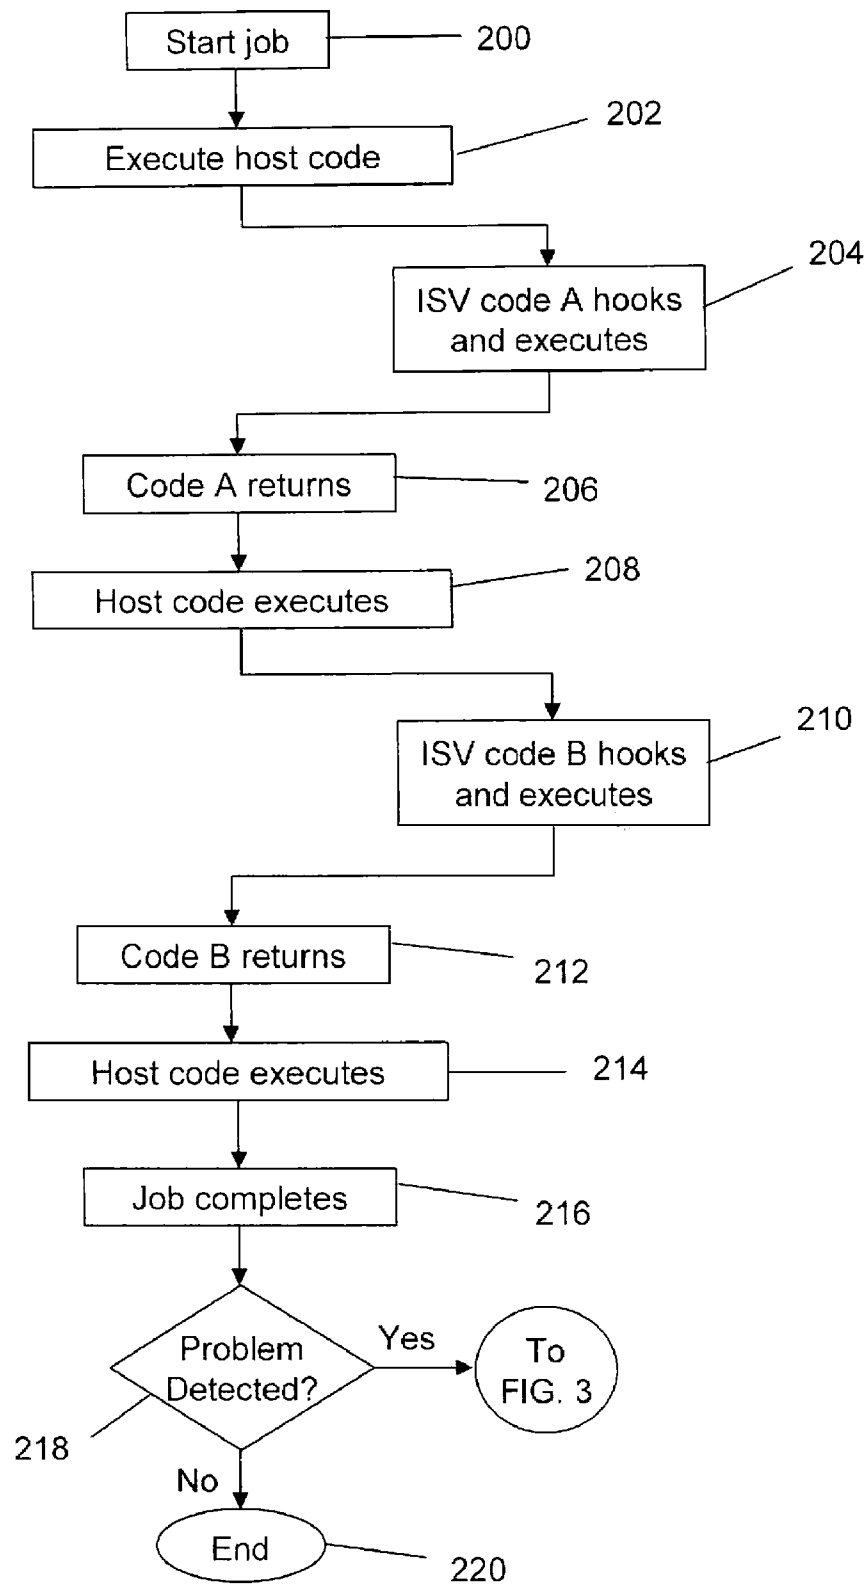 Start job
200
Execute host code
202
ISV code A hooks
and executes
204
Code A returns
206
Host code executes
208
ISV code B hooks
and executes
210
Code B returns
212
Host code executes
214
Job completes
216
Problem
Detected?
218
Yes
To
FIG. 3
No
End
220